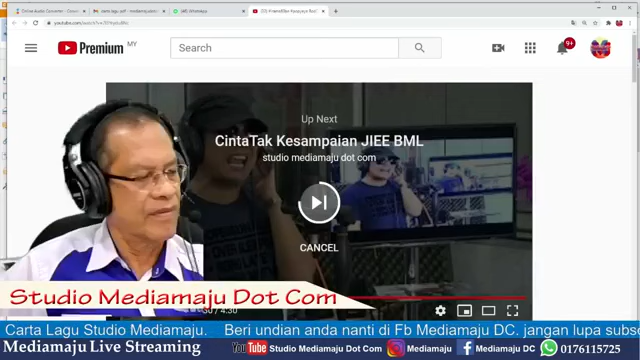 Premium MY
Search
9+
Up Next
CintaTak Kesampaian JIEE BML
studio mediamaju dot com
CANCEL
4:30
Studio Mediamaju Dot Com
Carta Lagu Studio Mediamaju. Beri undian anda nanti di Fb Mediamaju DC. jangan lupa subse
Mediamaju Live Streaming YouTube Studio Mediamaju Dot Com Mediamaju Mediamaju DC 0176115725